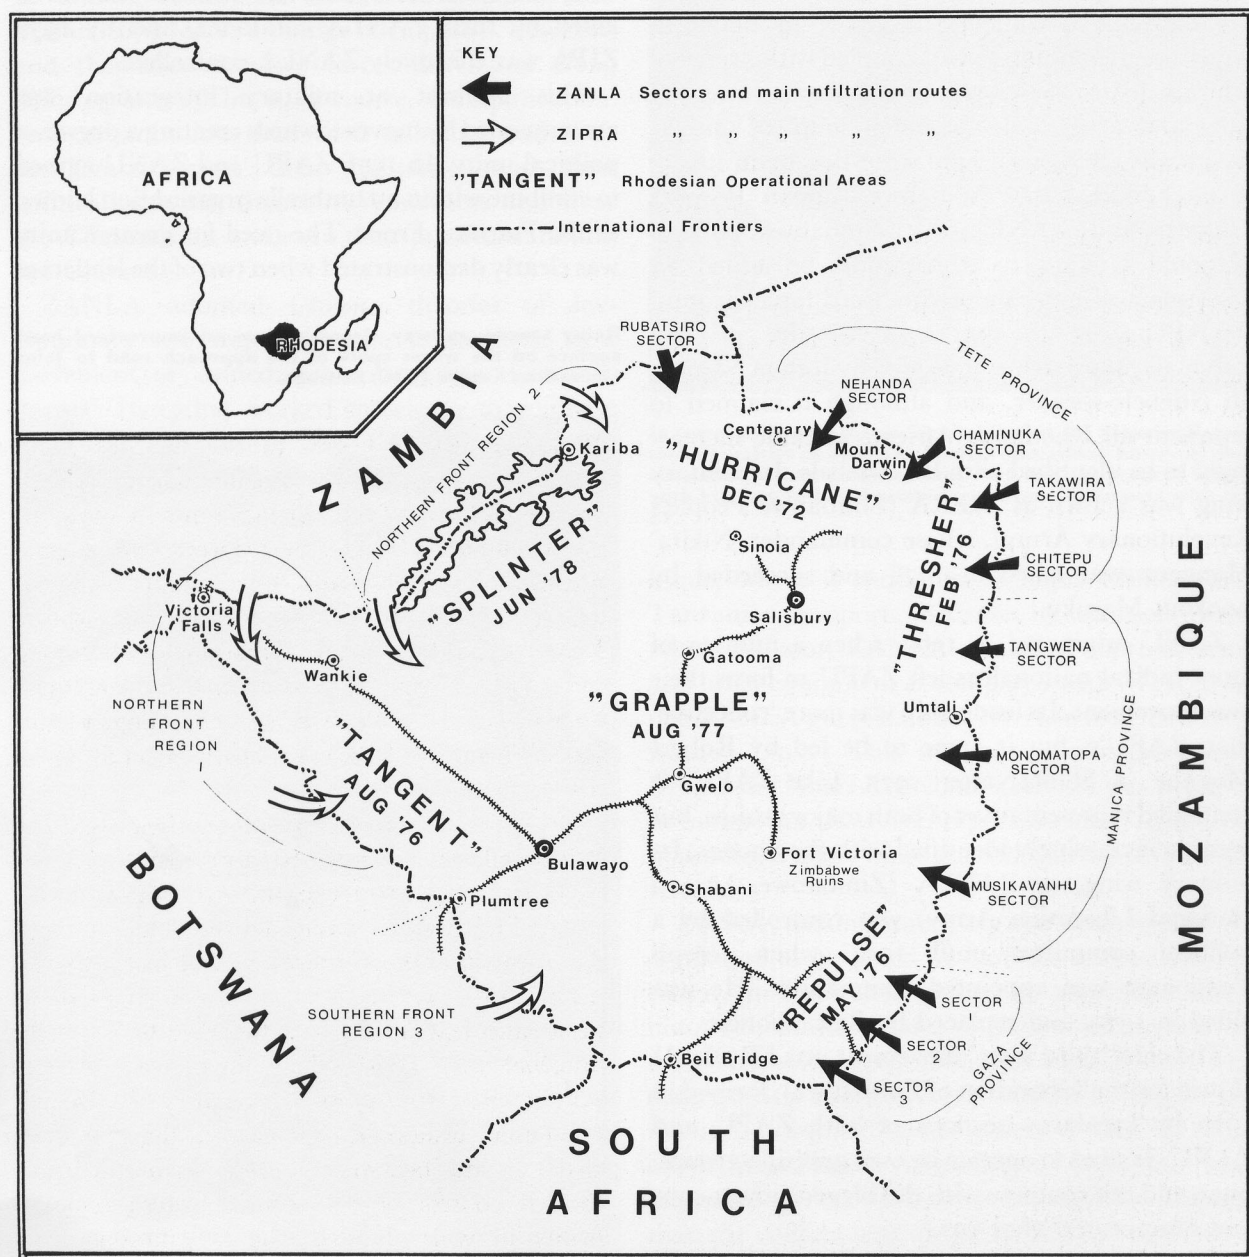 KEY
ZANLA Sectors and main infiltration routes
ZIPRA " " " "
"TANGENT" Rhodesian Operational Areas
International Frontiers
AFRICA
RHODESIA
ZAMBIA
RUBATSIRO
SECTOR
TETE PROVINCE
NEHANDA
SECTOR
NORTHERN FRONT REGION 2
Kariba
Centenary
Mount
Darwin
CHAMINUKA
SECTOR
"HURRICANE"
DEC '72
TAKAWIRA
SECTOR
"SPLINTER"
JUN '78
Sinoia
"THRESHER"
FEB '76
CHITEPU
SECTOR
Victoria
Falls
Salisbury
Wankie
Gatooma
TANGWENA
SECTOR
NORTHERN
FRONT
REGION
1
"GRAPPLE"
AUG '77
Umtali
MOZAMBIQUE
"TANGENT"
AUG '76
MONOMATOPA
SECTOR
MANICA PROVINCE
Gwelo
Bulawayo
Fort Victoria
Zimbabwe
Ruins
BOTSWANA
Plumtree
Shabani
MUSIKAVANHU
SECTOR
"REPULSE"
MAY '76
SOUTHERN FRONT
REGION 3
SECTOR
1
SECTOR
2
Beit Bridge
SECTOR
3
GAZA
PROVINCE
SOUTH
AFRICA